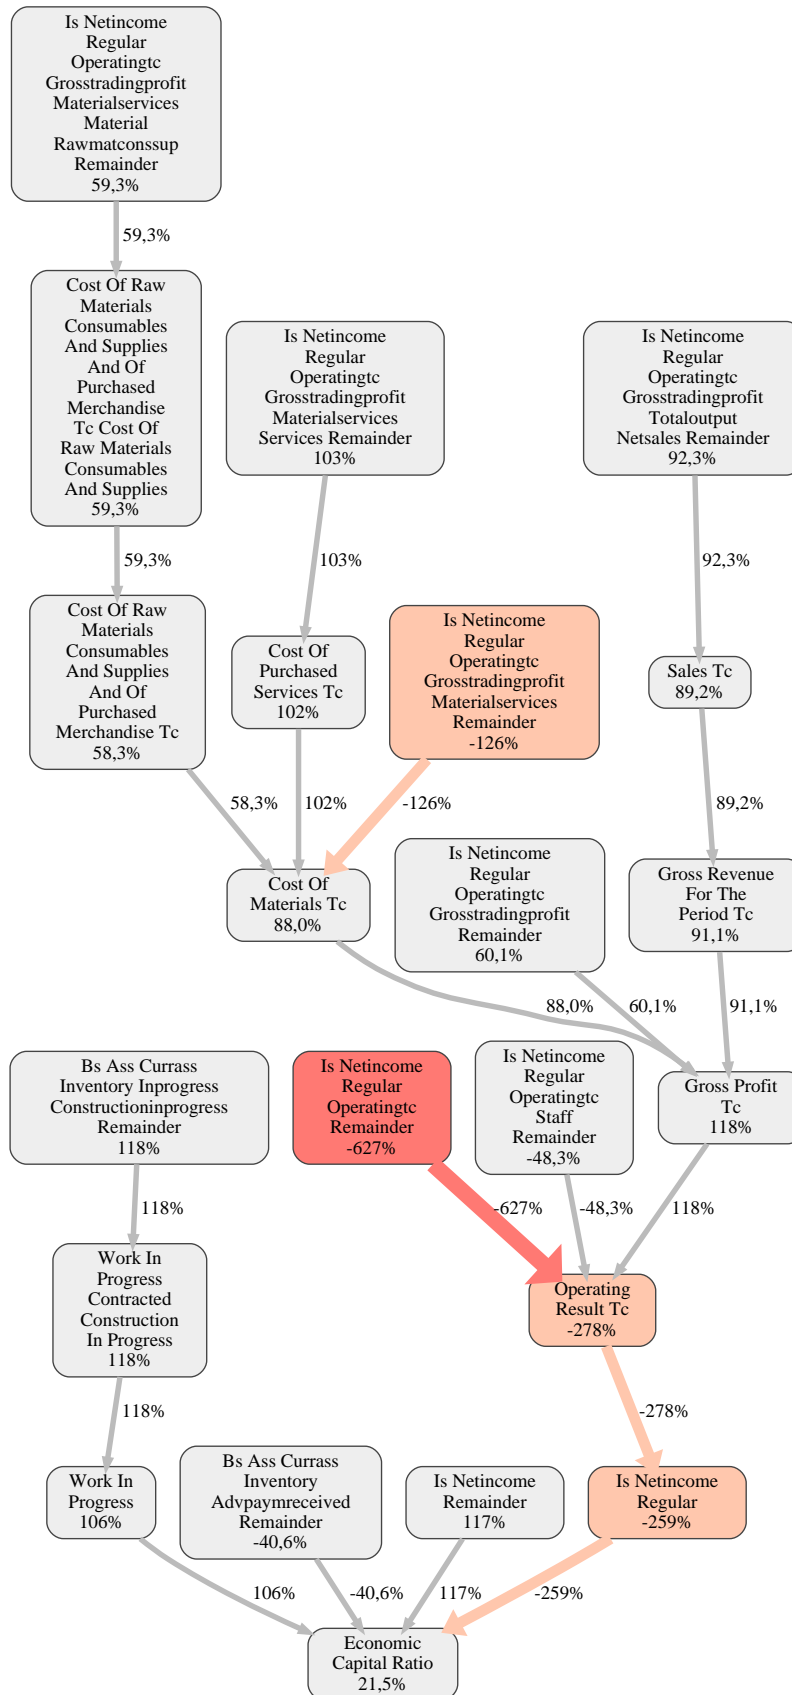 Is Netincome
Regular
Operatingtc
Grosstradingprofit
Materialservices
Material
Rawmatconssup
Remainder
59,3%
59,3%
Cost Of Raw
Materials
Consumables
And Supplies
And Of
Purchased
Merchandise
Tc Cost Of
Raw Materials
Consumables
And Supplies
59,3%
Is Netincome
Regular
Operatingtc
Grosstradingprofit
Materialservices
Services Remainder
103%
Is Netincome
Regular
Operatingtc
Grosstradingprofit
Totaloutput
Netsales Remainder
92,3%
59,3%
103%
92,3%
Cost Of Raw
Materials
Consumables
And Supplies
And Of
Purchased
Merchandise Tc
58,3%
Cost Of
Purchased
Services Tc
102%
Is Netincome
Regular
Operatingtc
Grosstradingprofit
Materialservices
Remainder
-126%
Sales Tc
89,2%
58,3%
102%
-126%
89,2%
Cost Of
Materials Tc
88,0%
Is Netincome
Regular
Operatingtc
Grosstradingprofit
Remainder
60,1%
Gross Revenue
For The
Period Tc
91,1%
88,0%
60,1%
91,1%
Bs Ass Currass
Inventory Inprogress
Constructioninprogress
Remainder
118%
Is Netincome
Regular
Operatingtc
Remainder
-627%
Is Netincome
Regular
Operatingtc
Staff
Remainder
-48,3%
Gross Profit
Tc
118%
118%
-627%
-48,3%
118%
Work In
Progress
Contracted
Construction
In Progress
118%
Operating
Result Tc
-278%
118%
-278%
Work In
Progress
106%
Bs Ass Currass
Inventory
Advpaymreceived
Remainder
-40,6%
Is Netincome
Remainder
117%
Is Netincome
Regular
-259%
106%
-40,6%
117%
-259%
Economic
Capital Ratio
21,5%